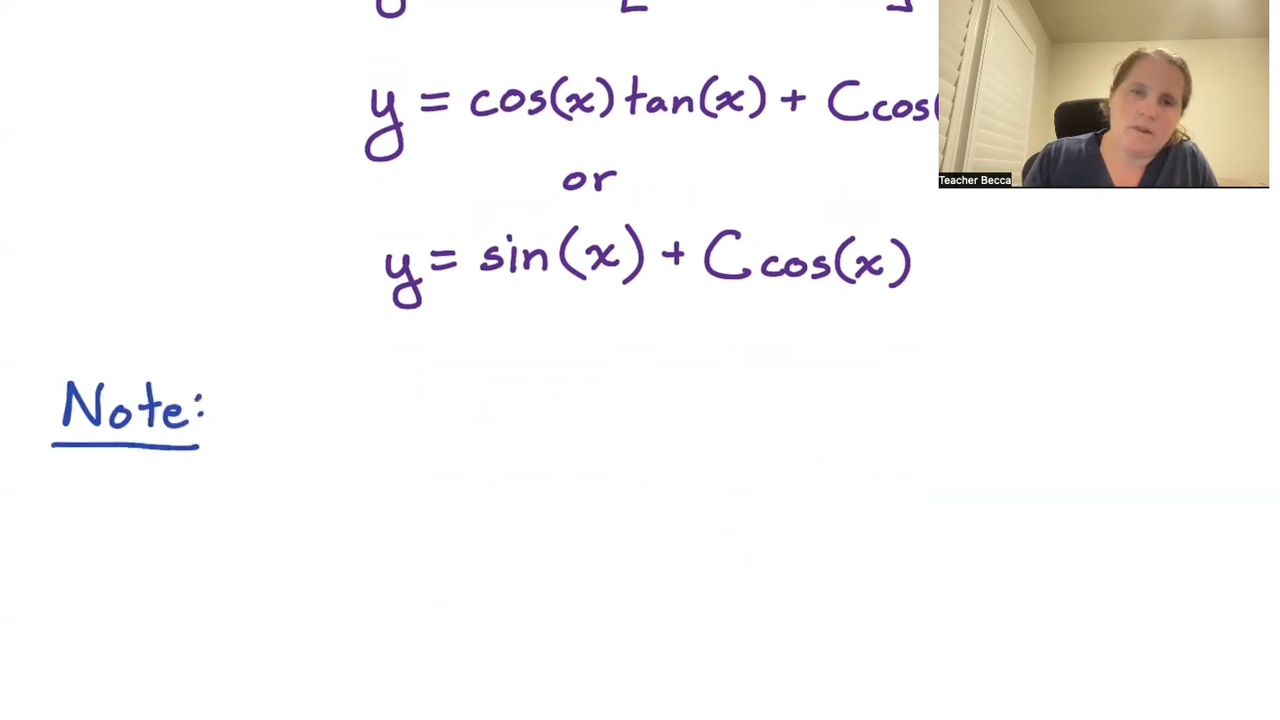 y = cos(x) tan(x) + C cos(
Teacher Becca
or
y = sin(x) + C cos(x)
Note: